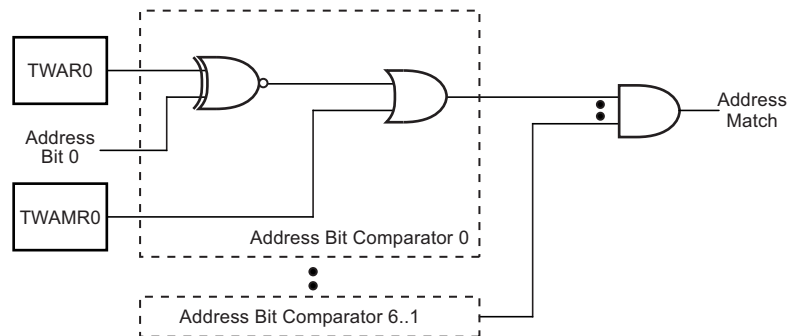 TWAR0
Address
Bit 0
TWAMR0
Address Bit Comparator 0
Address Bit Comparator 6..1
Address
Match